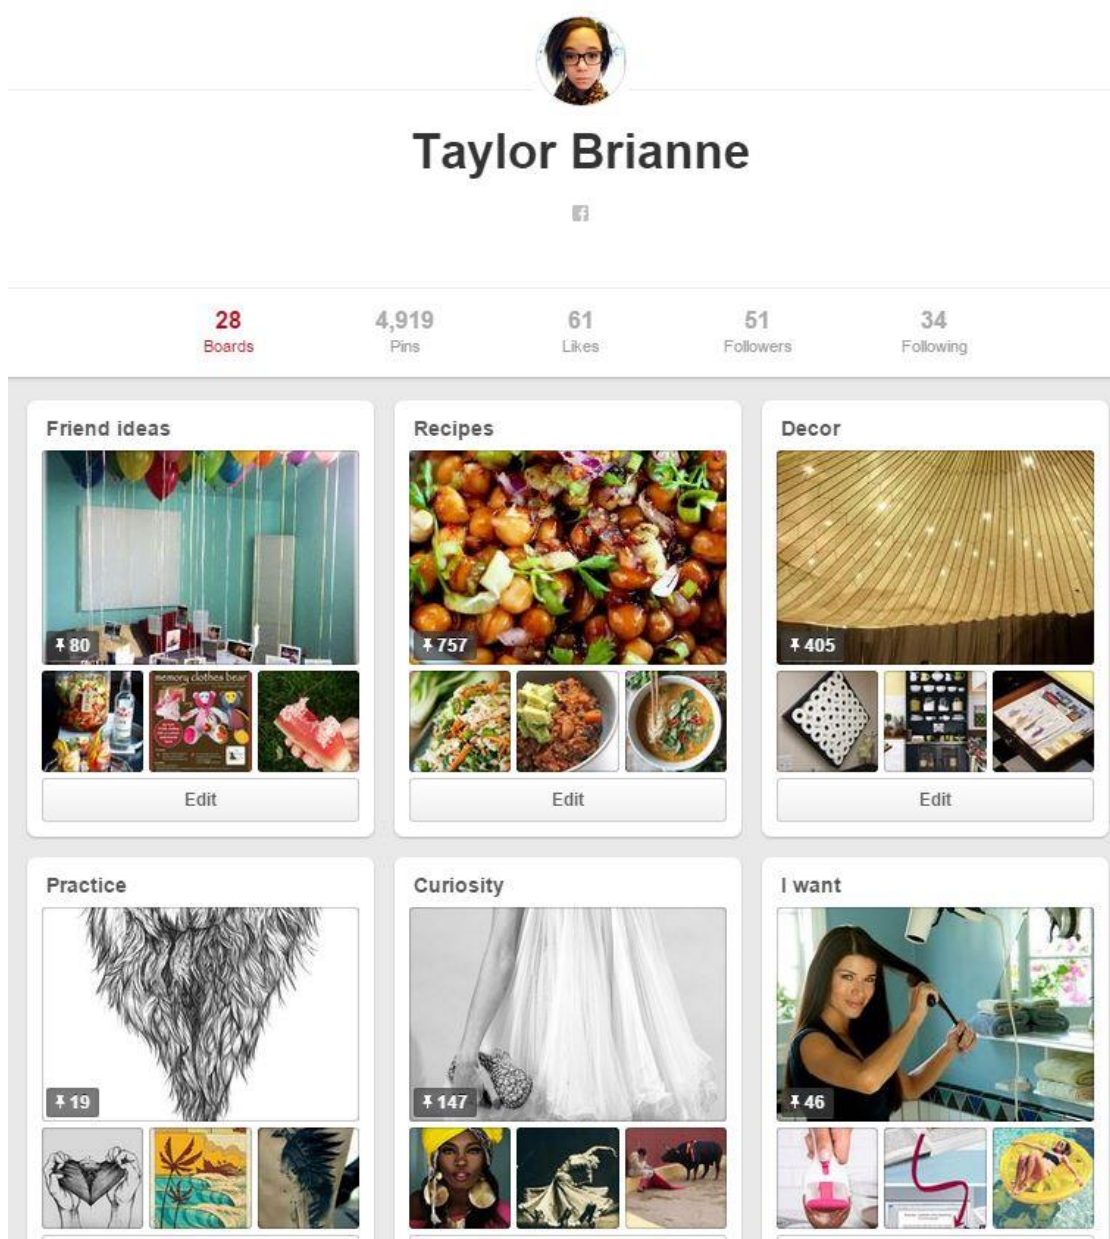 Taylor Brianne
28 4,919 61 51 34
Boards Pins Likes Followers Following
Friend ideas Recipes Decor
80 757 405
memory clothes bear
Edit Edit Edit
Practice Curiosity I want
19 147 46